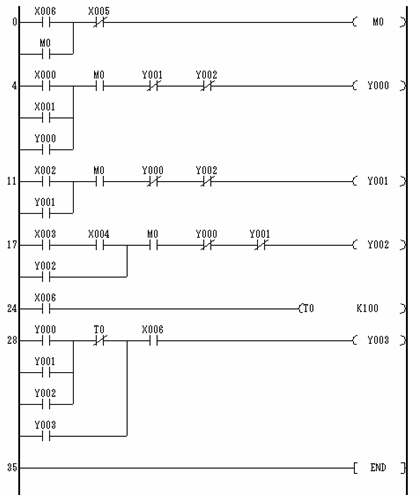 X006 X005
0 M0
M0
X000 M0 Y001 Y002
4 Y000
X001
Y000
X002 M0 Y000 Y002
11 Y001
Y001
X003 X004 M0 Y000 Y001
17 Y002
Y002
X006
24 T0 K100
Y000 T0 X006
28 Y003
Y001
Y002
Y003
35 END